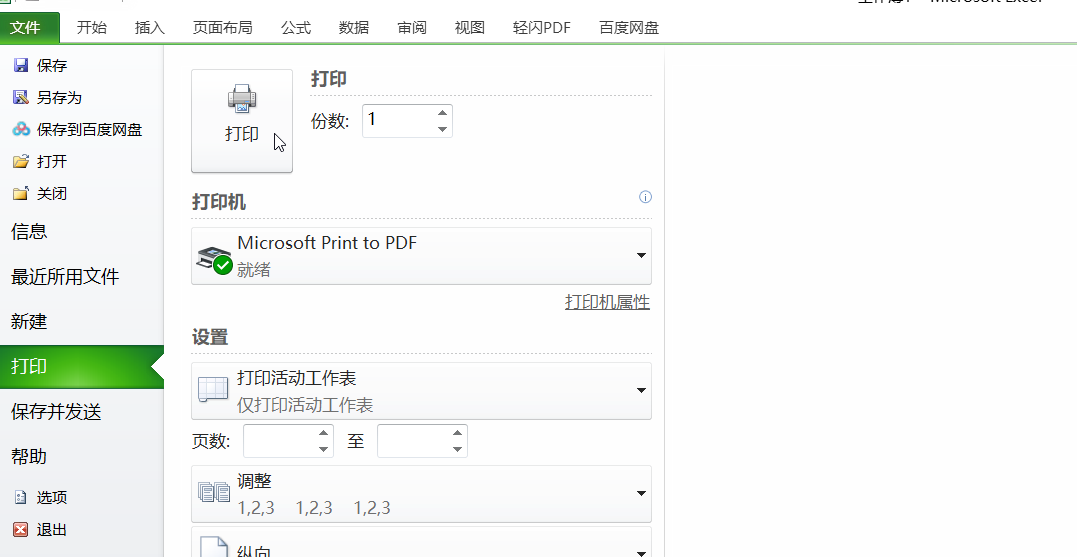 文件 开始 插入 页面布局 公式 数据 审阅 视图 轻闪PDF 百度网盘
保存
另存为
保存到百度网盘
打开
关闭
信息
最近所用文件
新建
打印
保存并发送
帮助
选项
退出
打印
打印
份数: 1
打印机
Microsoft Print to PDF
就绪
打印机属性
设置
打印活动工作表
仅打印活动工作表
页数: 至
调整
1,2,3 1,2,3 1,2,3
纵向